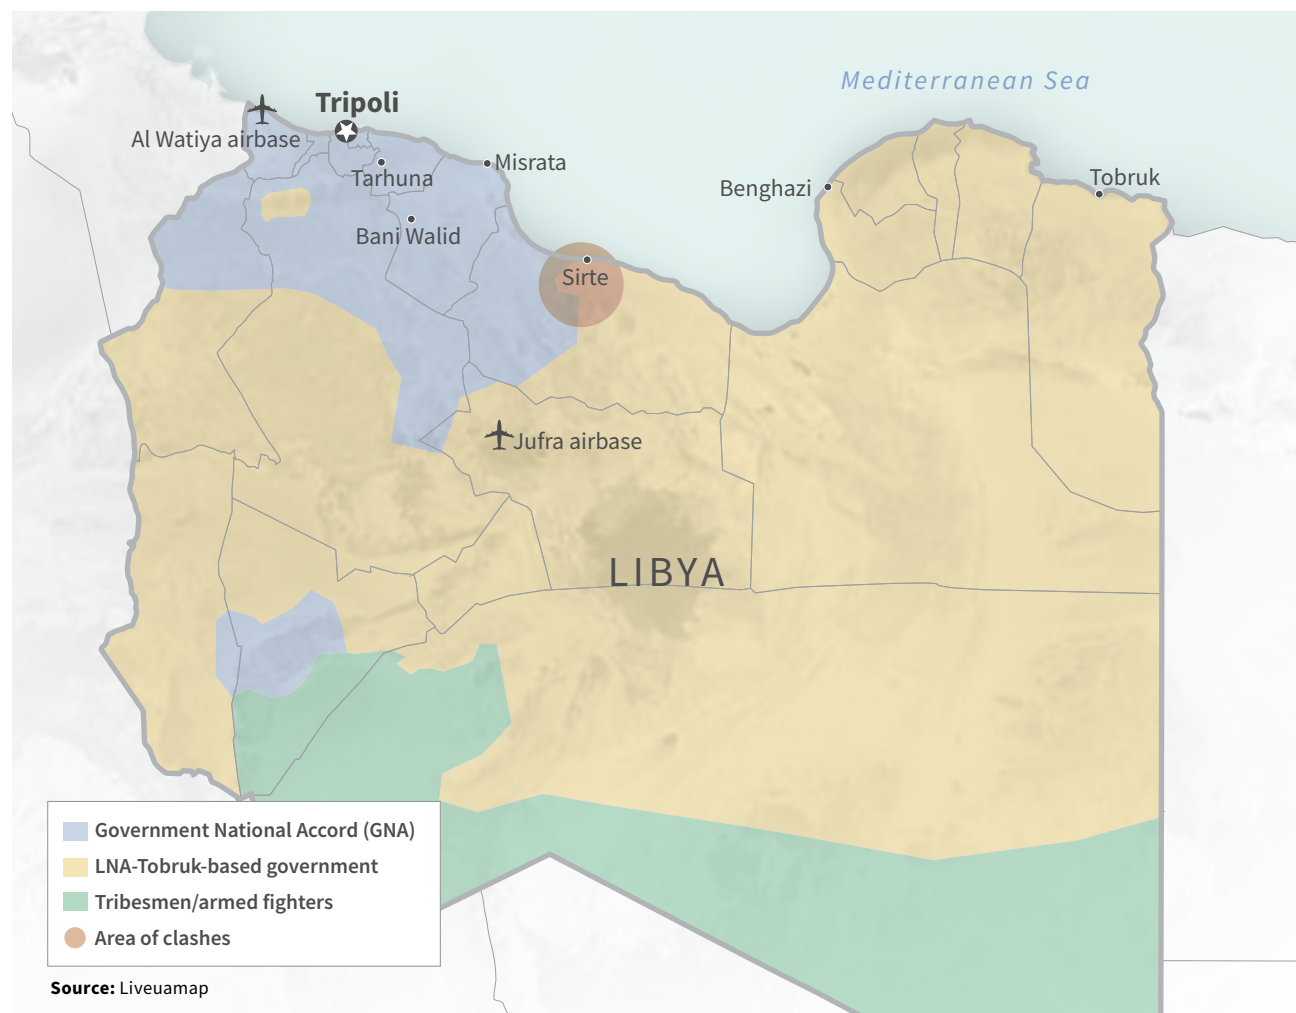 Mediterranean Sea
Tripoli
Al Watiya airbase
Tarhuna
Misrata
Benghazi
Tobruk
Bani Walid
Sirte
Jufra airbase
LIBYA
Government National Accord (GNA)
LNA-Tobruk-based government
Tribesmen/armed fighters
Area of clashes
Source: Liveuamap